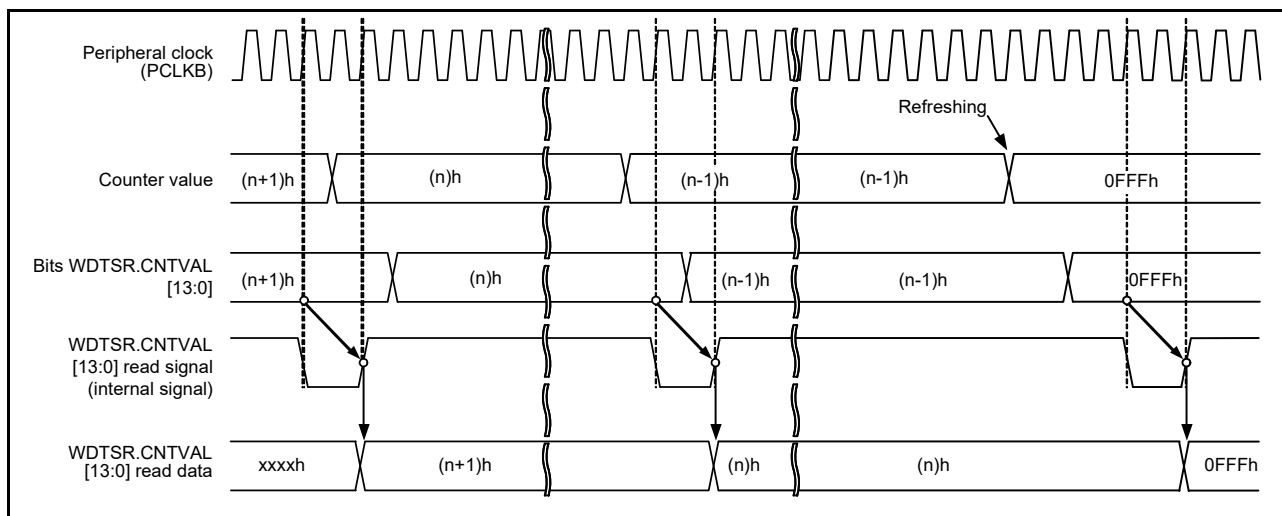 Peripheral clock
(PCLKB)
Refreshing
Counter value
(n+1)h
(n)h
(n-1)h
(n-1)h
0FFFh
Bits WDTSR.CNTVAL
[13:0]
(n+1)h
(n)h
(n-1)h
(n-1)h
0FFFh
WDTSR.CNTVAL
[13:0] read signal
(internal signal)
WDTSR.CNTVAL
[13:0] read data
xxxxh
(n+1)h
(n)h
(n)h
0FFFh